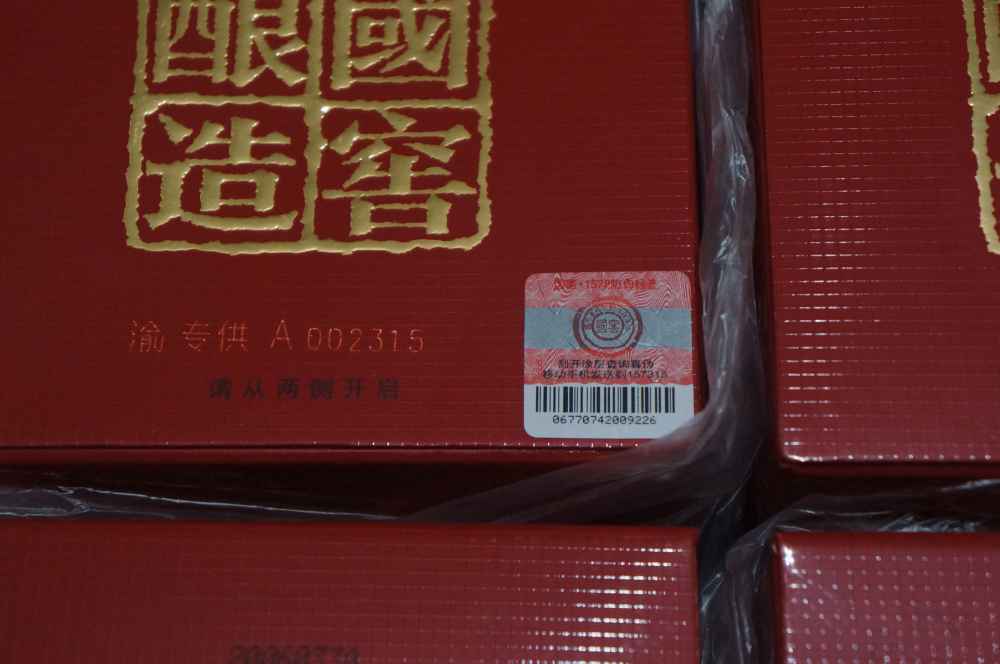 酿國
造窖
渝 专供 A 002315
请从两侧开启
刮开涂层查询真伪
移动手机发送到157315
06770742009226